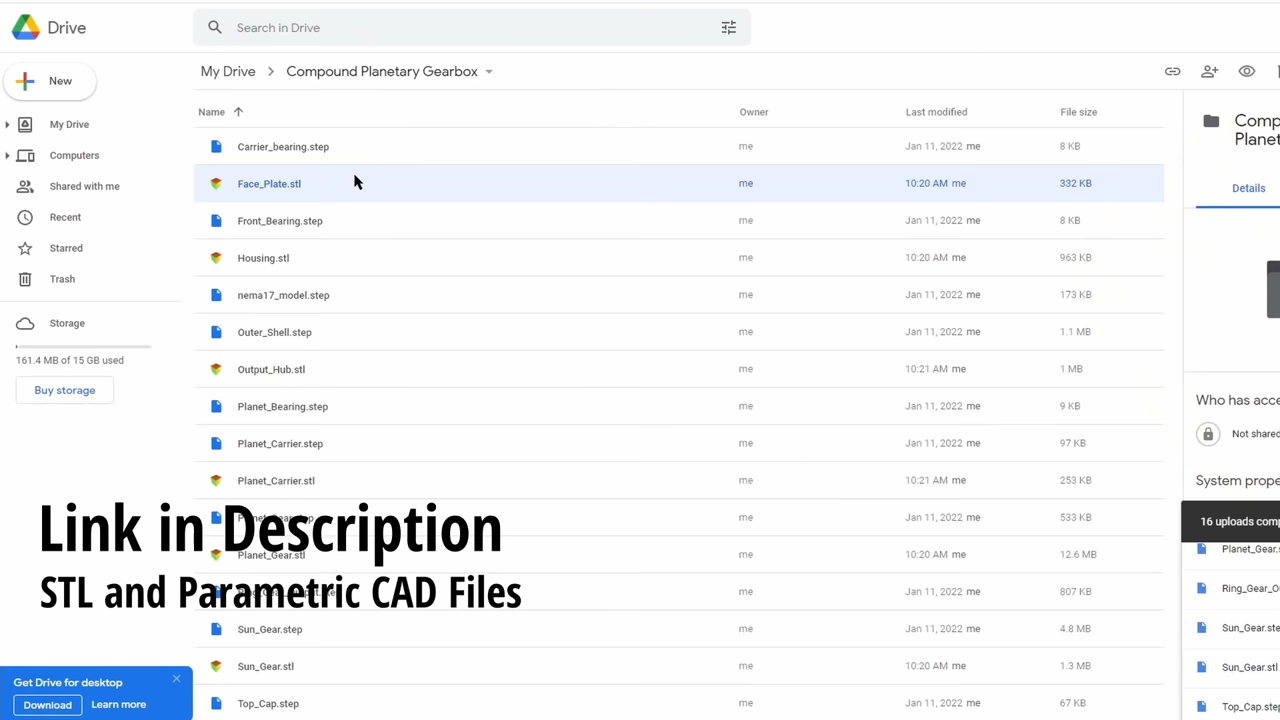 Drive
Search in Drive
New
My Drive
Computers
Shared with me
Recent
Starred
Trash
Storage
161.4 MB of 15 GB used
Buy storage
Get Drive for desktop
Download Learn more
My Drive > Compound Planetary Gearbox
Name Owner Last modified File size
Carrier_bearing.step me Jan 11, 2022 me 8 KB
Face_Plate.stl me 10:20 AM me 332 KB
Front_Bearing.step me Jan 11, 2022 me 8 KB
Housing.stl me 10:20 AM me 963 KB
nema17_model.step me Jan 11, 2022 me 173 KB
Outer_Shell.step me Jan 11, 2022 me 1.1 MB
Output_Hub.stl me 10:21 AM me 1 MB
Planet_Bearing.step me Jan 11, 2022 me 9 KB
Planet_Carrier.step me Jan 11, 2022 me 97 KB
Planet_Carrier.stl me 10:21 AM me 253 KB
me Jan 11, 2022 me 533 KB
Planet_Gear.stl me 10:20 AM me 12.6 MB
me Jan 11, 2022 me 807 KB
Sun_Gear.step me Jan 11, 2022 me 4.8 MB
Sun_Gear.stl me 10:20 AM me 1.3 MB
Top_Cap.step me Jan 11, 2022 me 67 KB
Link in Description
STL and Parametric CAD Files
Comp
Planet
Details
Who has acce
Not shared
System prope
16 uploads comp
Planet_Gear.s
Ring_Gear_O
Sun_Gear.ste
Sun_Gear.stl
Top_Cap.step